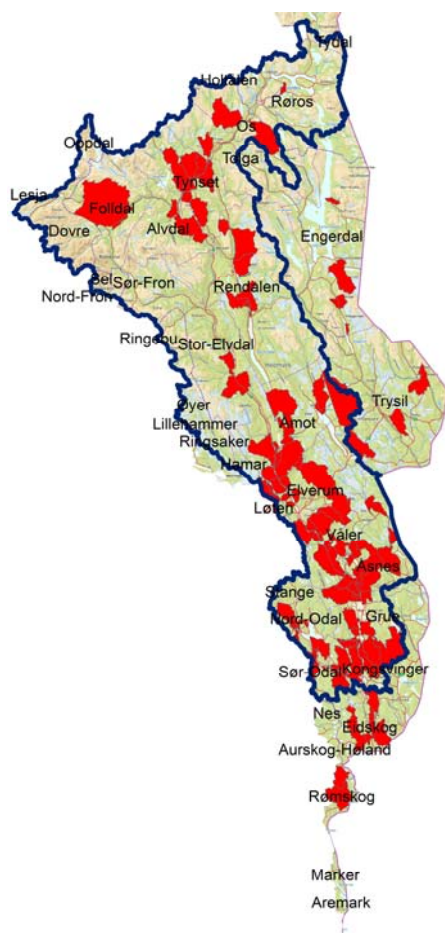 Tydal
Holtålen
Røros
Os
Oppdal
Tolga
Tynset
Lesja
Folldal
Dovre
Alvdal
Engerdal
Sel
Sør-Fron
Nord-Fron
Rendalen
Ringebu
Stor-Elvdal
Øyer
Trysil
Lillehammer
Åmot
Ringsaker
Hamar
Elverum
Løten
Våler
Åsnes
Stange
Nord-Odal
Grue
Sør-Odal
Kongsvinger
Nes
Eidskog
Aurskog-Høland
Rømskog
Marker
Aremark